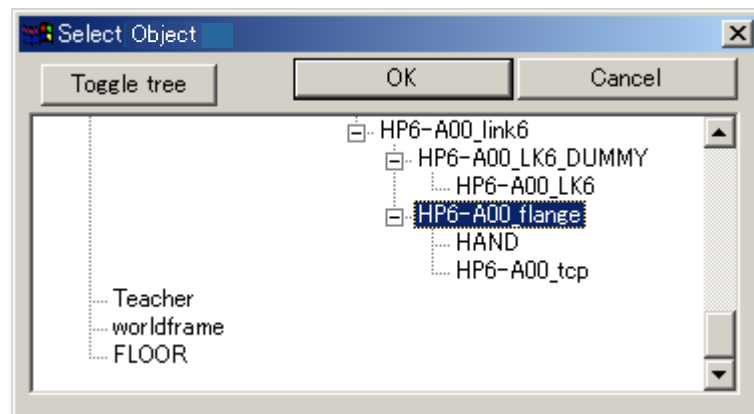 Select Object
Toggle tree OK Cancel
HP6-A00_link6
HP6-A00_LK6_DUMMY
HP6-A00_LK6
HP6-A00_flange
HAND
HP6-A00_tcp
Teacher
worldframe
FLOOR